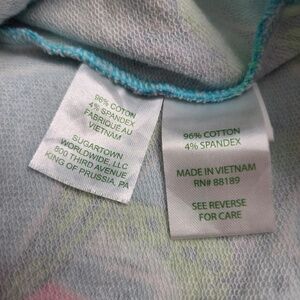 96% COTTON
4% SPANDEX
FABRIQUÉ AU
VIETNAM
SUGARTOWN
WORLDWIDE, LLC
800 THIRD AVENUE
KING OF PRUSSIA, PA
96% COTTON
4% SPANDEX
MADE IN VIETNAM
RN# 88189
SEE REVERSE
FOR CARE